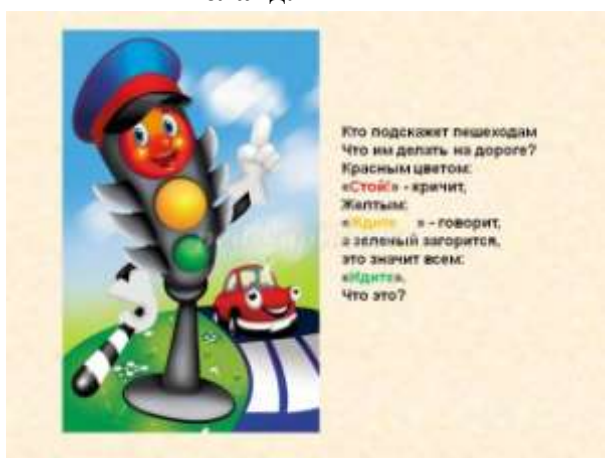 Кто подскажет пешеходам
Что им делать на дороге?
Красным цветом:
«Стой!» - кричит,
Желтым:
«Ждите » - говорит,
а зеленый загорится,
это значит всем:
«Идите».
Что это?